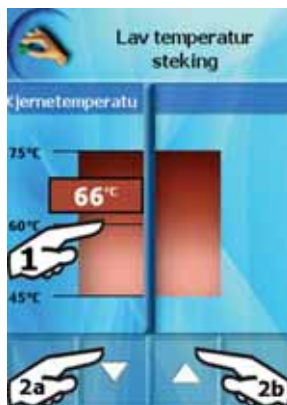 Lav temperatur
steking
Kjernetemperatu
75°C
66°C
60°C
1
45°C
2a
2b